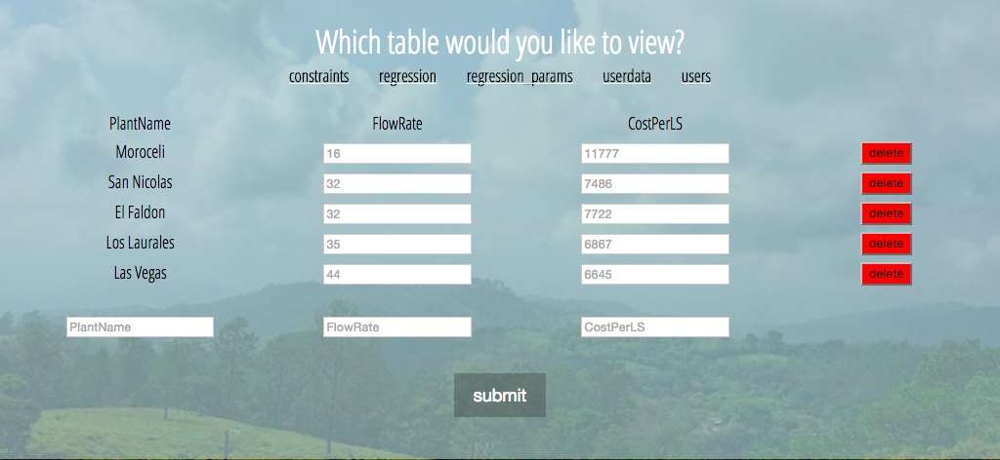 Which table would you like to view?
constraints regression regression_params userdata users
PlantName FlowRate CostPerLS
Moroceli 16 11777 delete
San Nicolas 32 7486 delete
El Faldon 32 7722 delete
Los Laurales 35 6867 delete
Las Vegas 44 6645 delete
PlantName FlowRate CostPerLS
submit